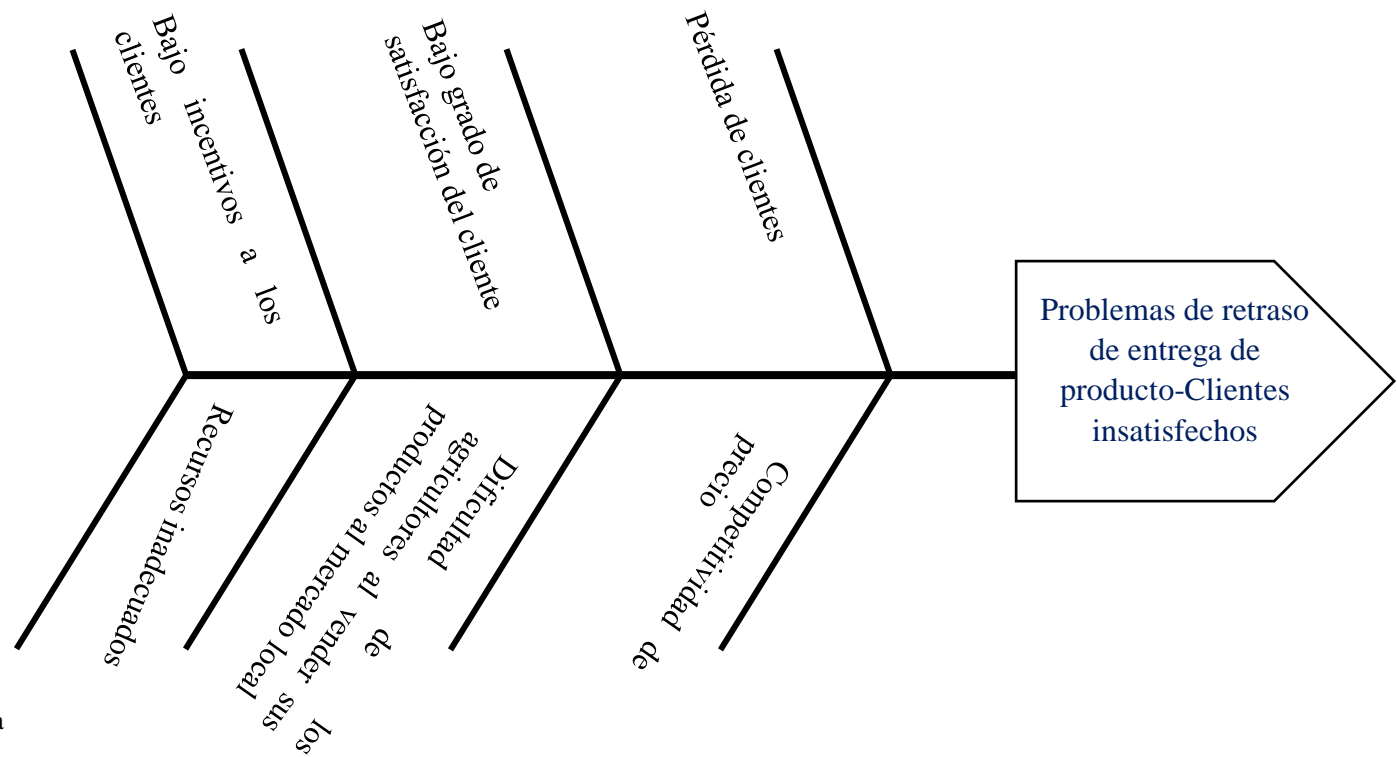 Bajo incentivos a los
clientes
Bajo grado de
satisfacción del cliente
Pérdida de clientes
Problemas de retraso
de entrega de
producto-Clientes
insatisfechos
Recursos inadecuados
Dificultad de los
agricultores al vender sus
productos al mercado local
Competitividad de
precio
a